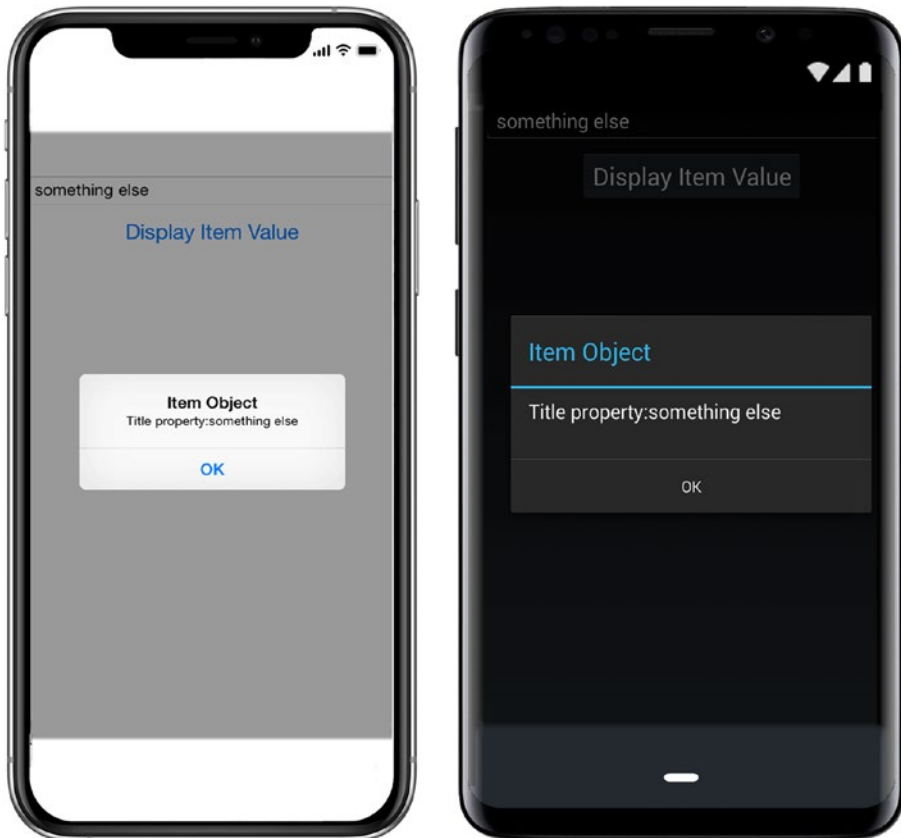 something else
Display Item Value
Item Object
Title property:something else
OK
something else
Display Item Value
Item Object
Title property:something else
OK